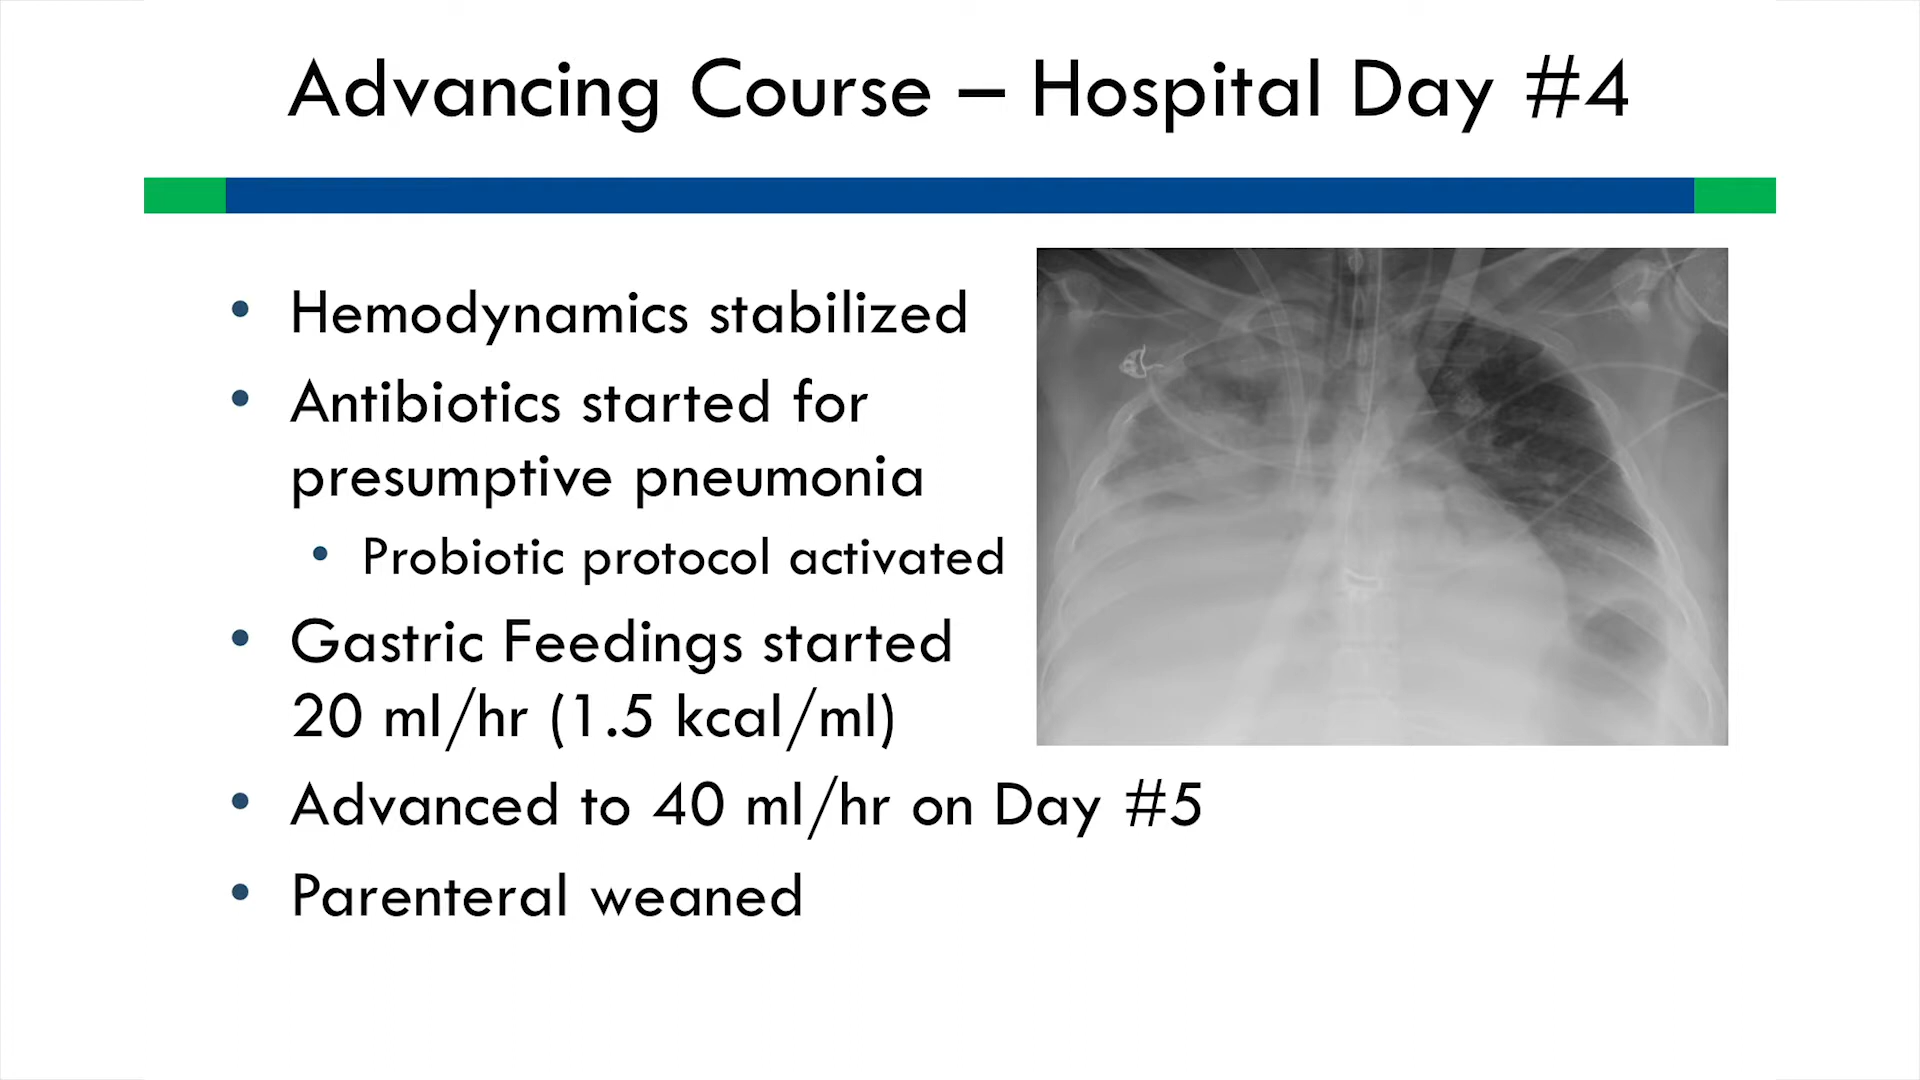 Advancing Course – Hospital Day #4
• Hemodynamics stabilized
• Antibiotics started for
presumptive pneumonia
• Probiotic protocol activated
• Gastric Feedings started
20 ml/hr (1.5 kcal/ml)
• Advanced to 40 ml/hr on Day #5
• Parenteral weaned